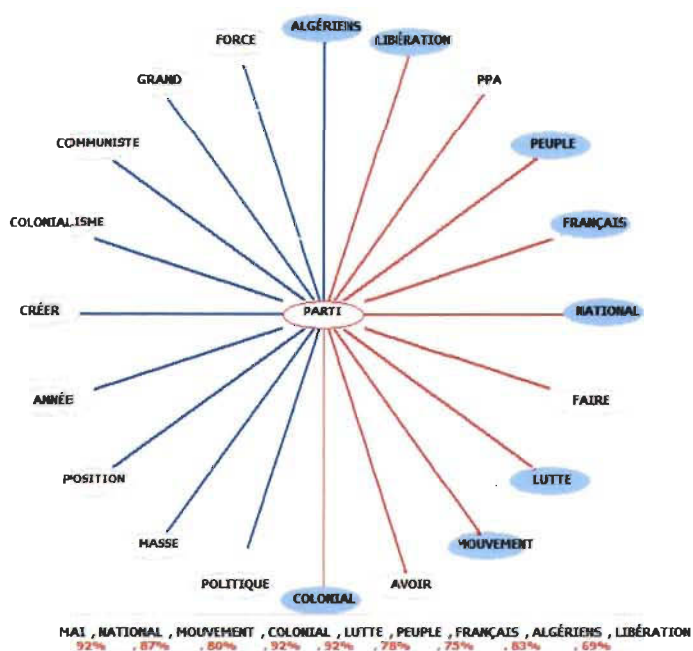 ALGÉRIENS
FORCE
LIBÉRATION
GRAND
PPA
COMMUNISTE
PEUPLE
COLONIALISME
FRANÇAIS
CRÉER
PARTI
NATIONAL
ANNÉE
FAIRE
POSITION
LUTTE
MASSE
MOUVEMENT
POLITIQUE
AVOIR
COLONIAL
MAI , NATIONAL , MOUVEMENT , COLONIAL , LUTTE , PEUPLE , FRANÇAIS , ALGÉRIENS , LIBÉRATION
92% .87% .80% .92% .92% .78% .75% .83% .69%